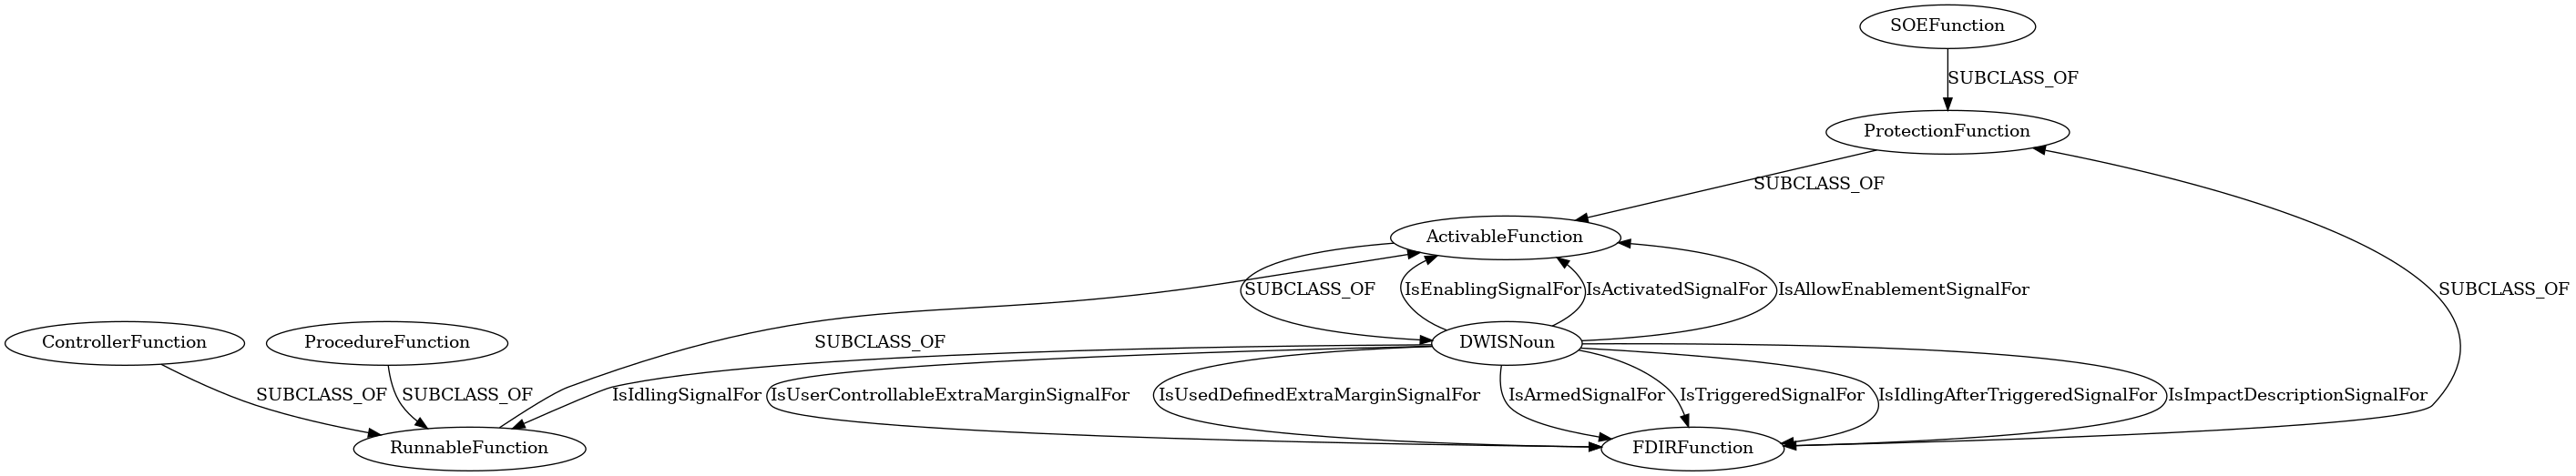 SOEFunction
SUBCLASS_OF
ProtectionFunction
SUBCLASS_OF
ActivableFunction
SUBCLASS_OF
IsEnablingSignalFor
IsActivatedSignalFor
IsAllowEnablementSignalFor
SUBCLASS_OF
ControllerFunction
ProcedureFunction
SUBCLASS_OF
DWISNoun
SUBCLASS_OF
SUBCLASS_OF
IsIdlingSignalFor
IsUserControllableExtraMarginSignalFor
IsUsedDefinedExtraMarginSignalFor
IsArmedSignalFor
IsTriggeredSignalFor
IsIdlingAfterTriggeredSignalFor
IsImpactDescriptionSignalFor
RunnableFunction
FDIRFunction